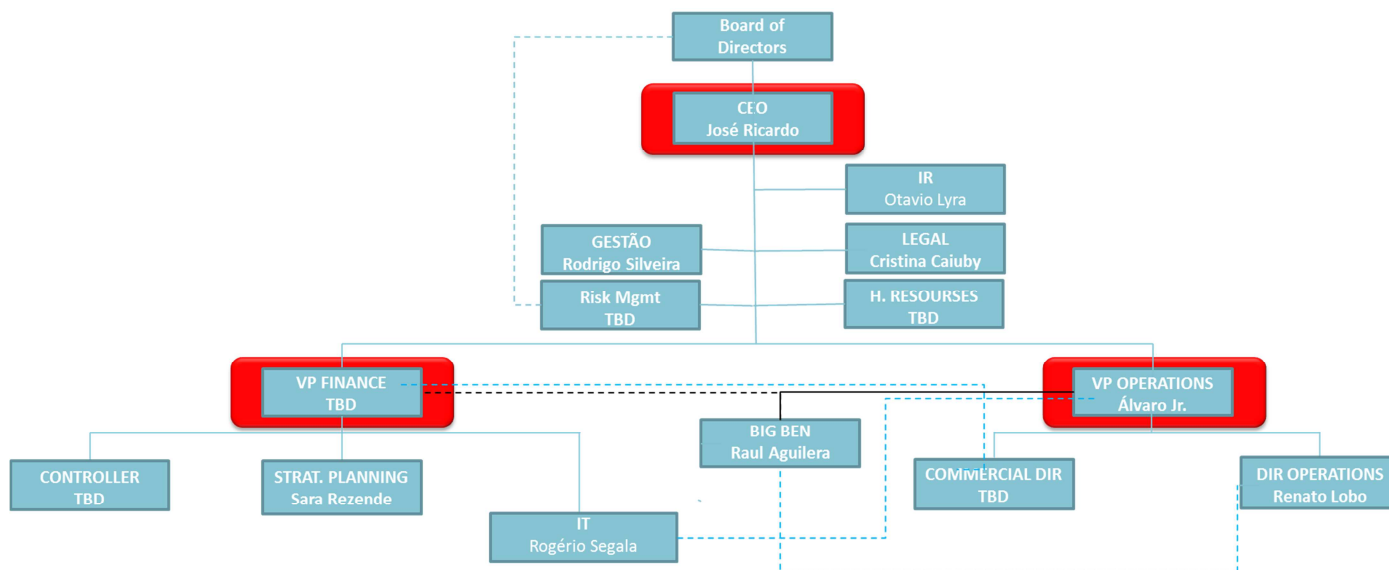 Board of
Directors
CEO
José Ricardo
IR
Otavio Lyra
GESTÃO
Rodrigo Silveira
LEGAL
Cristina Caiuby
Risk Mgmt
TBD
H. RESOURSES
TBD
VP FINANCE
TBD
VP OPERATIONS
Álvaro Jr.
BIG BEN
Raul Aguilera
CONTROLLER
TBD
STRAT. PLANNING
Sara Rezende
COMMERCIAL DIR
TBD
DIR OPERATIONS
Renato Lobo
IT
Rogério Segala